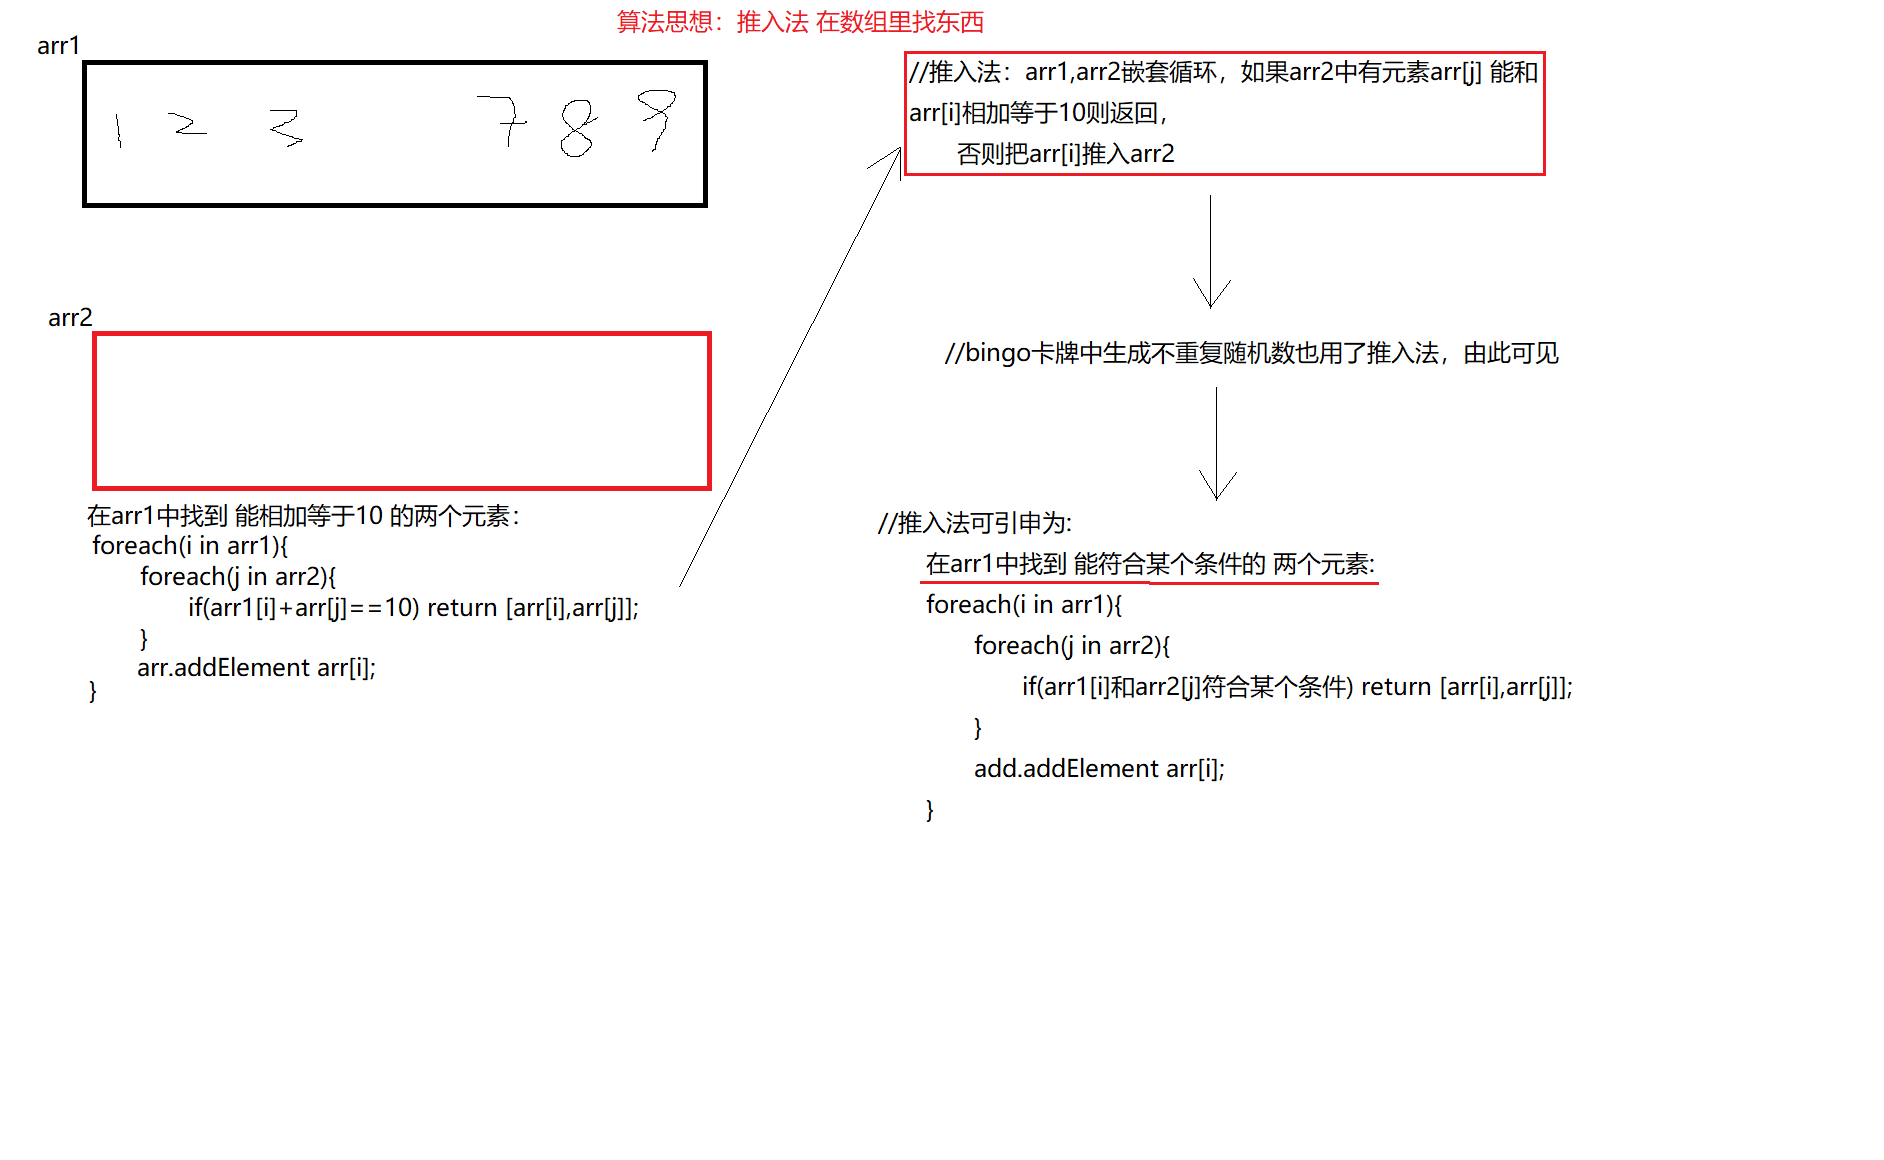 算法思想：推入法 在数组里找东西
arr1
1 2 3 7 8 9
arr2
在arr1中找到 能相加等于10 的两个元素：
foreach(i in arr1){
foreach(j in arr2){
if(arr1[i]+arr[j]==10) return [arr[i],arr[j]];
}
arr.addElement arr[i];
}
//推入法：arr1,arr2嵌套循环，如果arr2中有元素arr[j] 能和
arr[i]相加等于10则返回，
否则把arr[i]推入arr2
//bingo卡牌中生成不重复随机数也用了推入法，由此可见
//推入法可引申为:
在arr1中找到 能符合某个条件的 两个元素:
foreach(i in arr1){
foreach(j in arr2){
if(arr1[i]和arr2[j]符合某个条件) return [arr[i],arr[j]];
}
add.addElement arr[i];
}